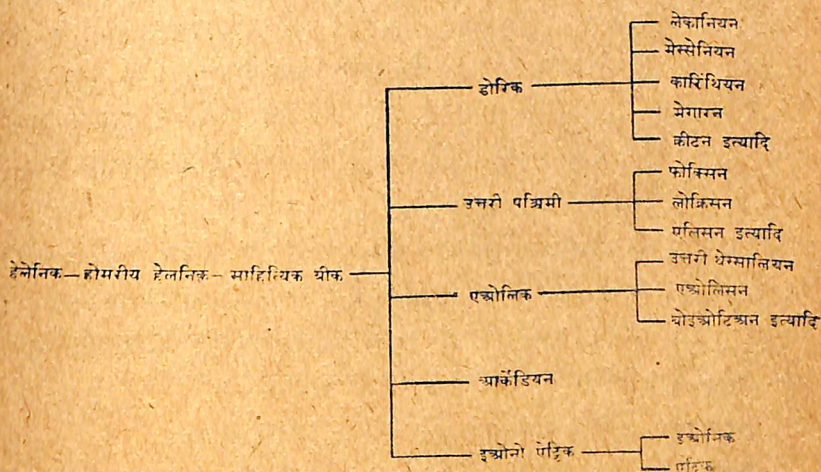 लेकानियन
मेस्सेनियन
डोरिक
कारिंथियन
मेगारन
क्रीटन इत्यादि
फोक्सिन
उत्तरी पश्चिमी
लोक्रिसन
एलिसन इत्यादि
हेलेनिक — होमरीय हेलनिक — साहित्यिक ग्रीक
उत्तरी थेस्सालियन
एओलिक
एओलिसन
बोइओटिअन इत्यादि
आर्केडियन
इओनो ऐट्टिक
इओनिक